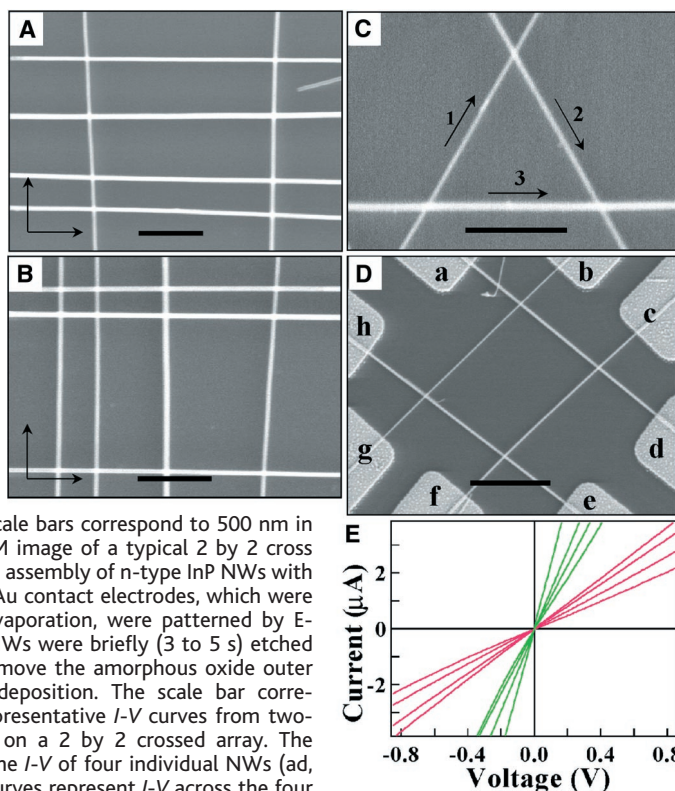 A
C
1
2
3
B
D
a
b
c
h
g
d
f
e
cale bars correspond to 500 nm in
M image of a typical 2 by 2 cross
assembly of n-type InP NWs with
Au contact electrodes, which were
vaporation, were patterned by E-
Ws were briefly (3 to 5 s) etched
move the amorphous oxide outer
deposition. The scale bar corre-
presentative I-V curves from two-
on a 2 by 2 crossed array. The
ne I-V of four individual NWs (ad,
urves represent I-V across the four
E
Current (μA)
2
0
-2
-0.8 -0.4 0.0 0.4 0.8
Voltage (V)